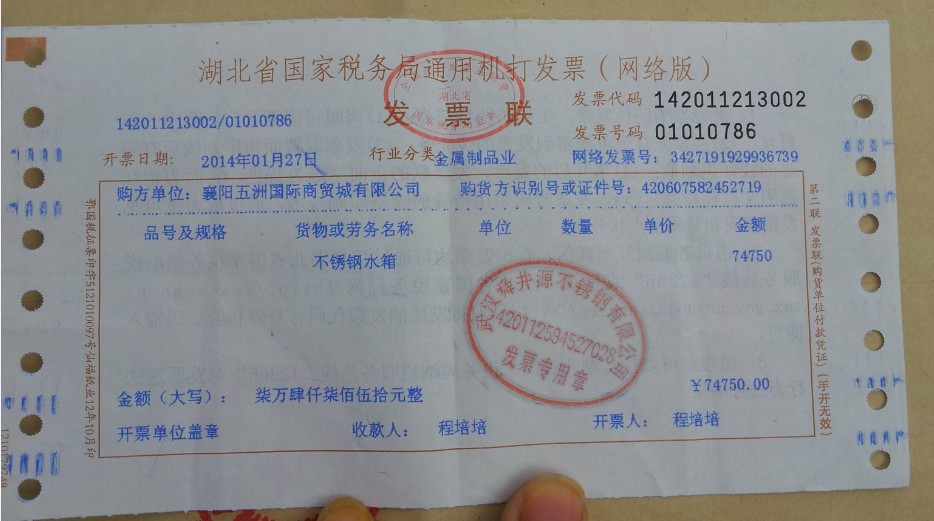 湖北省国家税务局通用机打发票（网络版）
发票联
湖北省
发票代码 142011213002
142011213002/01010786
发票号码 01010786
开票日期: 2014年01月27日 行业分类 金属制品业 网络发票号: 3427191929936739
购方单位: 襄阳五洲国际商贸城有限公司 购货方识别号或证件号: 420607582452719
品号及规格 货物或劳务名称 单位 数量 单价 金额
不锈钢水箱 74750
武汉舜井源不锈钢有限公司
420112594527028
发票专用章
¥74750.00
金额（大写）: 柒万肆仟柒佰伍拾元整
开票单位盖章 收款人: 程培培 开票人: 程培培
第二联 发票联(购货单位付款凭证)(手开无效)